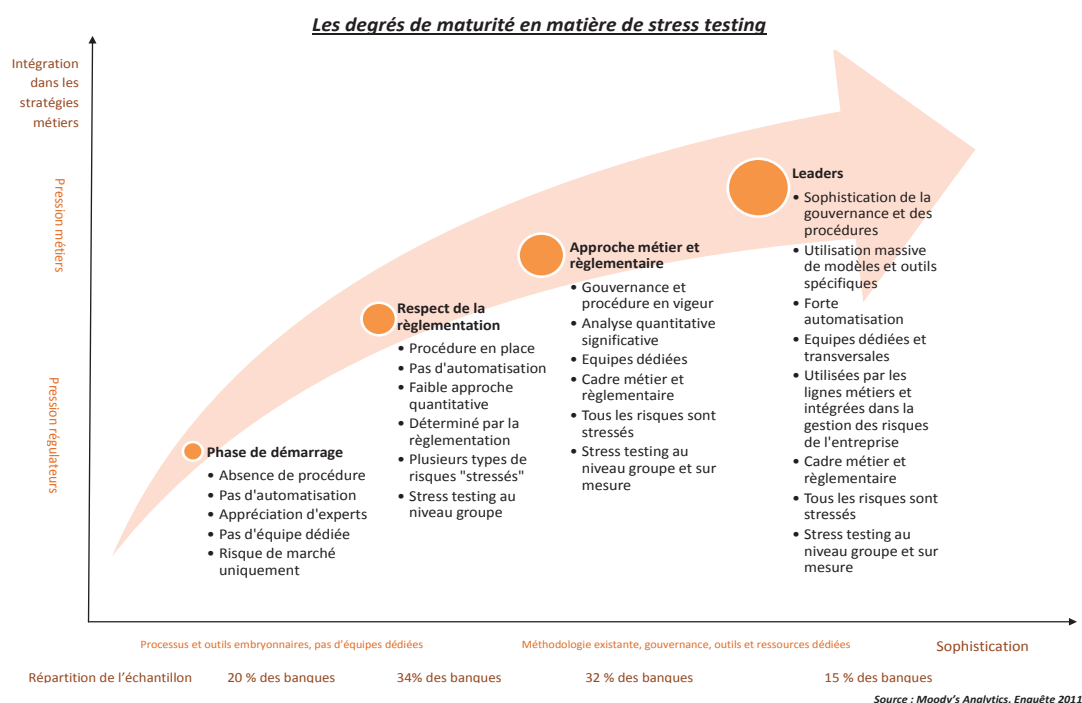 Les degrés de maturité en matière de stress testing
Intégration
dans les
stratégies
métiers
Pression métiers
Pression régulateurs
Phase de démarrage
• Absence de procédure
• Pas d'automatisation
• Appréciation d'experts
• Pas d'équipe dédiée
• Risque de marché
uniquement
Respect de la
règlementation
• Procédure en place
• Pas d'automatisation
• Faible approche
quantitative
• Déterminé par la
règlementation
• Plusieurs types de
risques "stressés"
• Stress testing au
niveau groupe
Approche métier et
règlementaire
• Gouvernance et
procédure en vigueur
• Analyse quantitative
significative
• Equipes dédiées
• Cadre métier et
règlementaire
• Tous les risques sont
stressés
• Stress testing au
niveau groupe et sur
mesure
Leaders
• Sophistication de la
gouvernance et des
procédures
• Utilisation massive
de modèles et outils
spécifiques
• Forte
automatisation
• Equipes dédiées et
transversales
• Utilisées par les
lignes métiers et
intégrées dans la
gestion des risques
de l'entreprise
• Cadre métier et
règlementaire
• Tous les risques sont
stressés
• Stress testing au
niveau groupe et sur
mesure
Processus et outils embryonnaires, pas d'équipes dédiées
Méthodologie existante, gouvernance, outils et ressources dédiées
Sophistication
Répartition de l'échantillon
20 % des banques
34% des banques
32 % des banques
15 % des banques
Source : Moody's Analytics, Enquête 2011